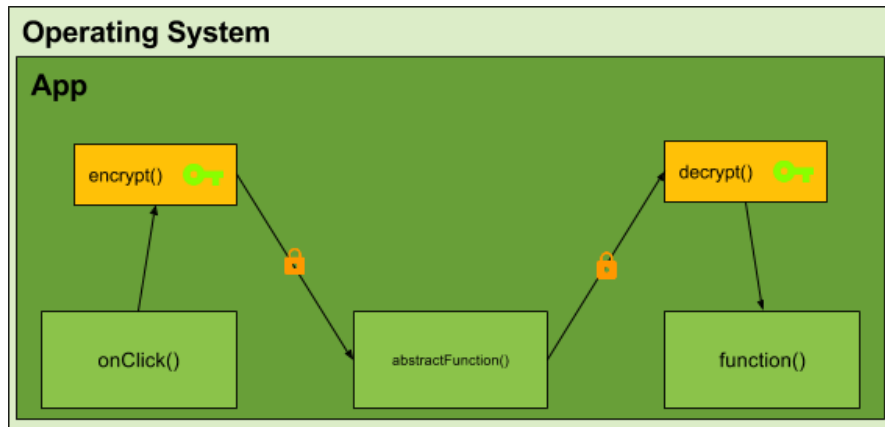 Operating System
App
encrypt()
decrypt()
onClick()
abstractFunction()
function()